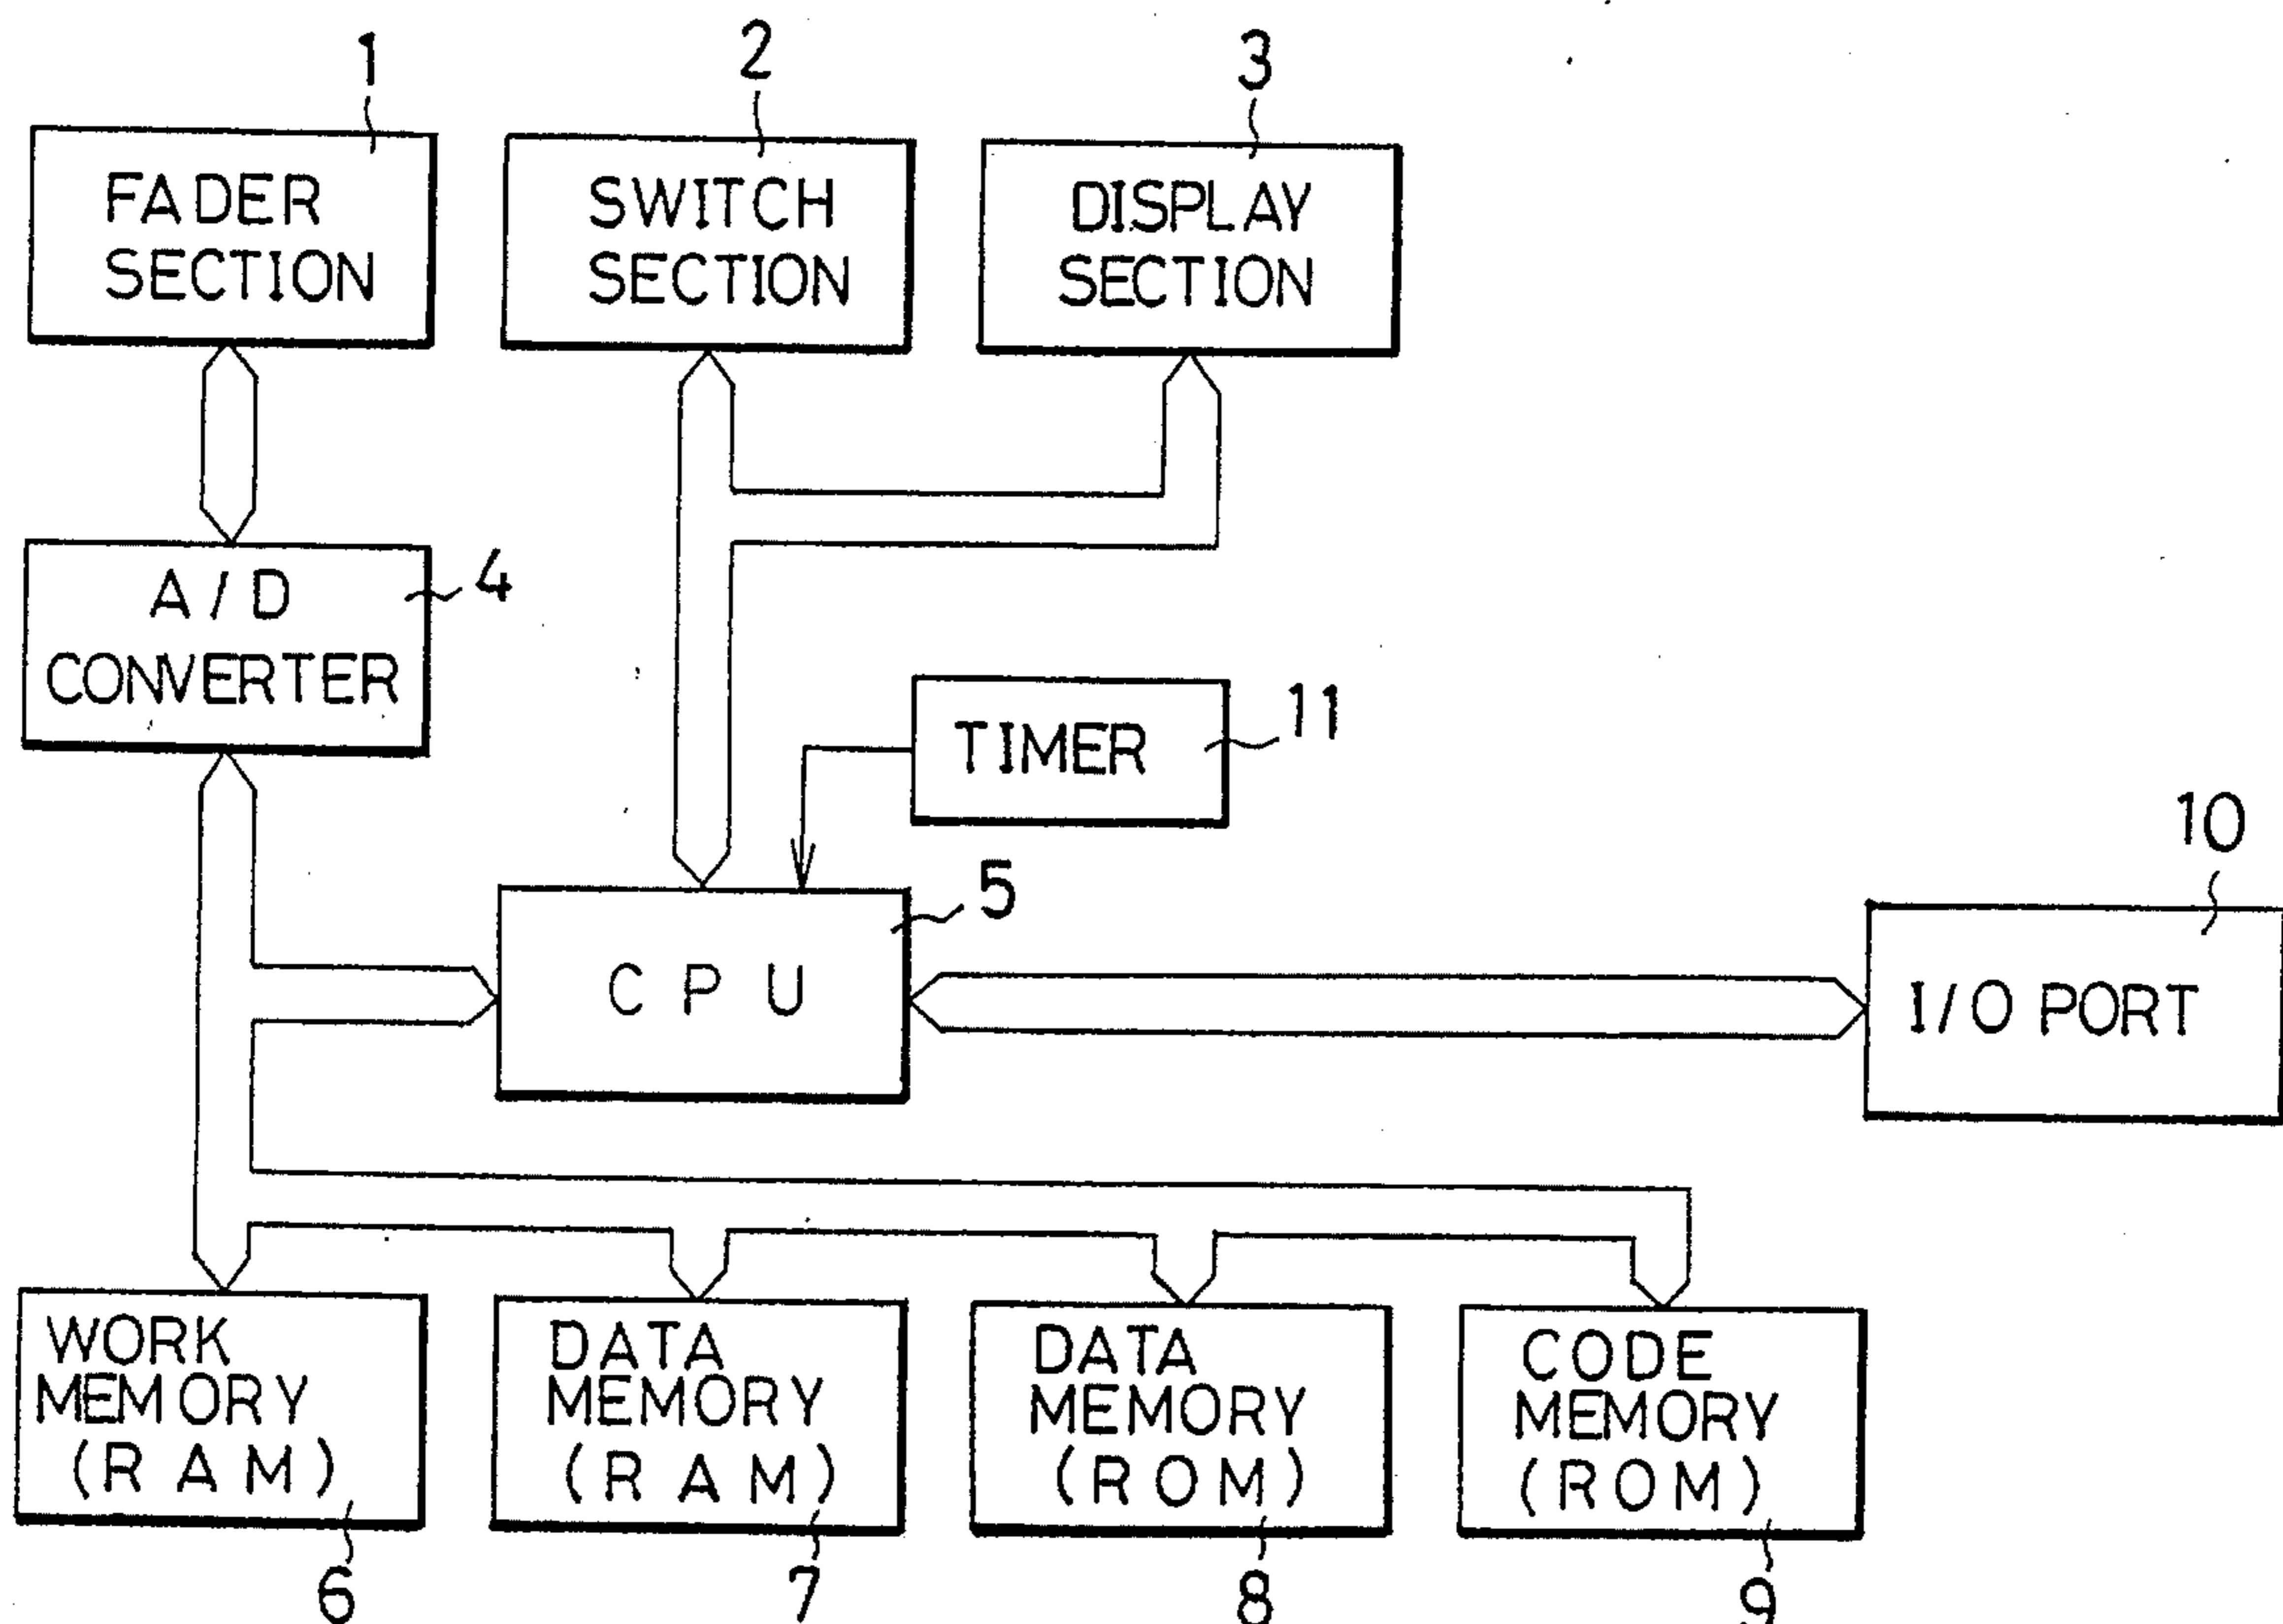 1
2
3
FADER
SECTION
SWITCH
SECTION
DISPLAY
SECTION
A/D
CONVERTER
4
TIMER
11
CPU
5
I/O PORT
10
WORK
MEMORY
(RAM)
6
DATA
MEMORY
(RAM)
7
DATA
MEMORY
(ROM)
8
CODE
MEMORY
(ROM)
9